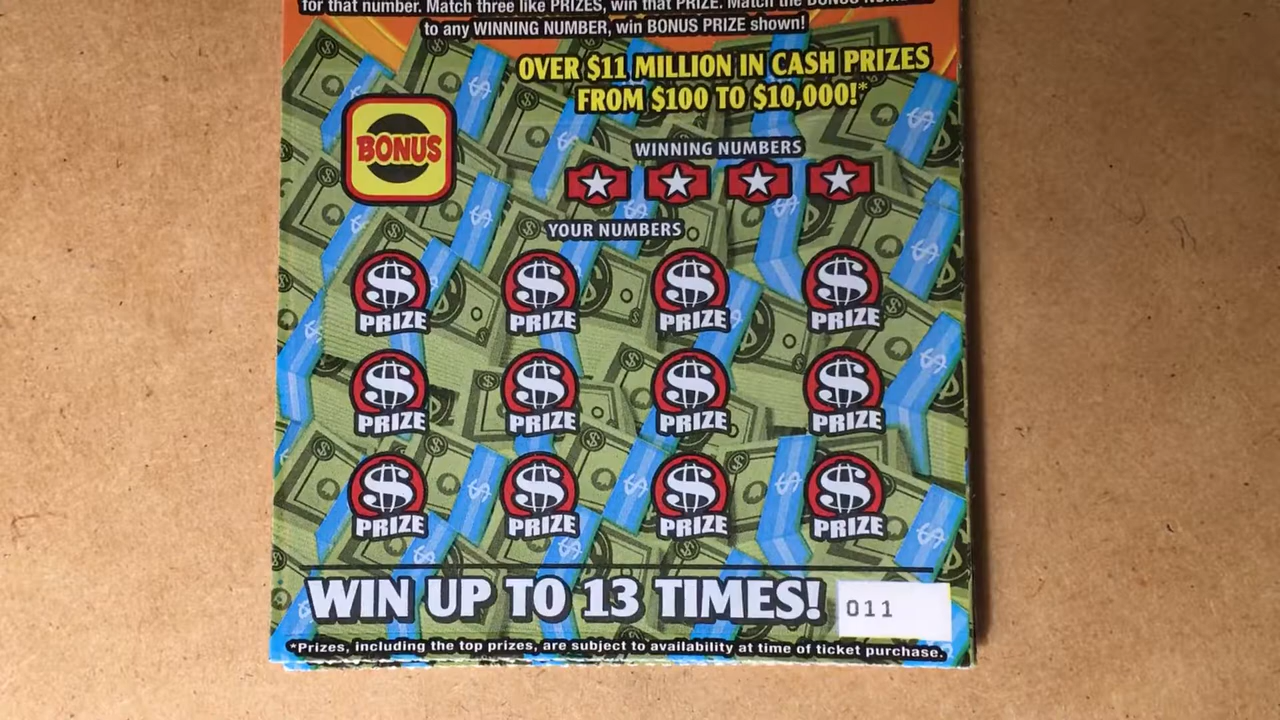 for that number. Match three like PRIZES, win that PRIZE. Match the BONUS
to any WINNING NUMBER, win BONUS PRIZE shown!
OVER $11 MILLION IN CASH PRIZES
FROM $100 TO $10,000!*
BONUS
WINNING NUMBERS
YOUR NUMBERS
$ $ $ $
PRIZE PRIZE PRIZE PRIZE
$ $ $ $
PRIZE PRIZE PRIZE PRIZE
$ $ $ $
PRIZE PRIZE PRIZE PRIZE
WIN UP TO 13 TIMES!
011
*Prizes, including the top prizes, are subject to availability at time of ticket purchase.